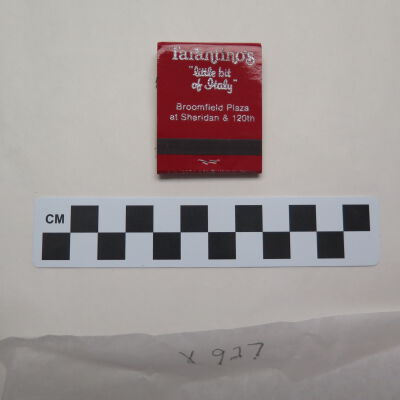 Tarantino's
"little bit
of Italy"
Broomfield Plaza
at Sheridan & 120th
CM
X 927